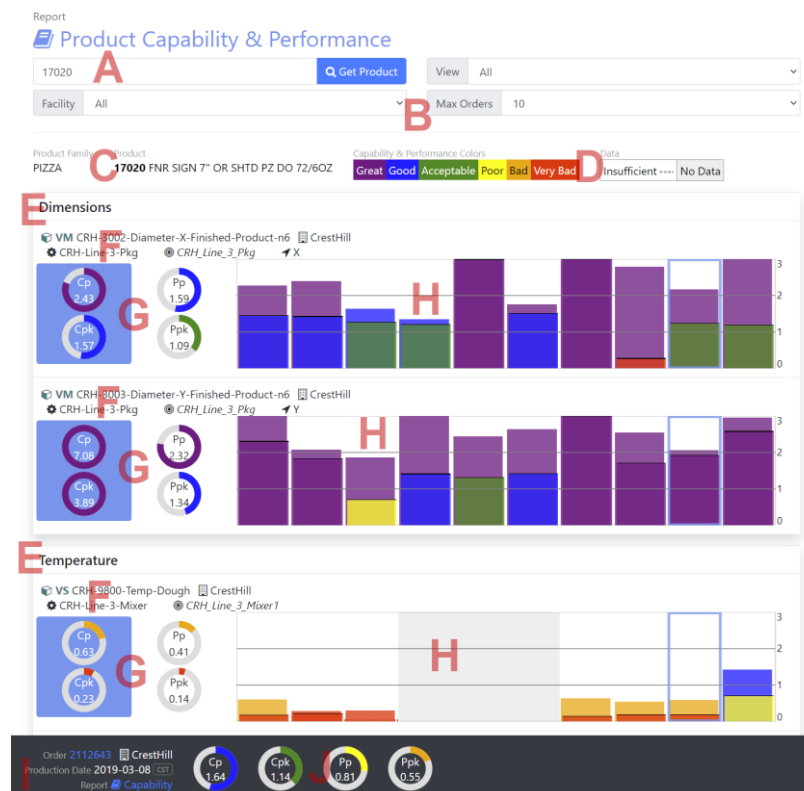 Report
Product Capability & Performance
A
17020 Get Product View All
B
Facility All Max Orders 10
Product Family Product Capability & Performance Colors Data
C D
PIZZA 17020 FNR SIGN 7" OR SHTD PZ DO 72/6OZ Great Good Acceptable Poor Bad Very Bad Insufficient ---- No Data
E
Dimensions
F
VM CRH-3002-Diameter-X-Finished-Product-n6 CrestHill
CRH-Line-3-Pkg CRH_Line_3_Pkg X
3
Cp Pp
2.43 1.59
G H
2
Cpk Ppk
1.57 1.09
1
0
VM CRH-3003-Diameter-Y-Finished-Product-n6 CrestHill
F
CRH-Line-3-Pkg CRH_Line_3_Pkg Y
3
Cp Pp
7.08 2.32
H
2
G
Cpk Ppk
3.89 1.34
1
0
E
Temperature
F
VS CRH-9800-Temp-Dough CrestHill
CRH-Line-3-Mixer CRH_Line_3_Mixer1
3
Cp Pp
0.63 0.41
H
2
G
Cpk Ppk
0.23 0.14
1
0
Order 2112643 CrestHill
I J
Production Date 2019-03-08 CST
Report Capability
Cp Cpk Pp Ppk
1.64 1.14 0.81 0.55